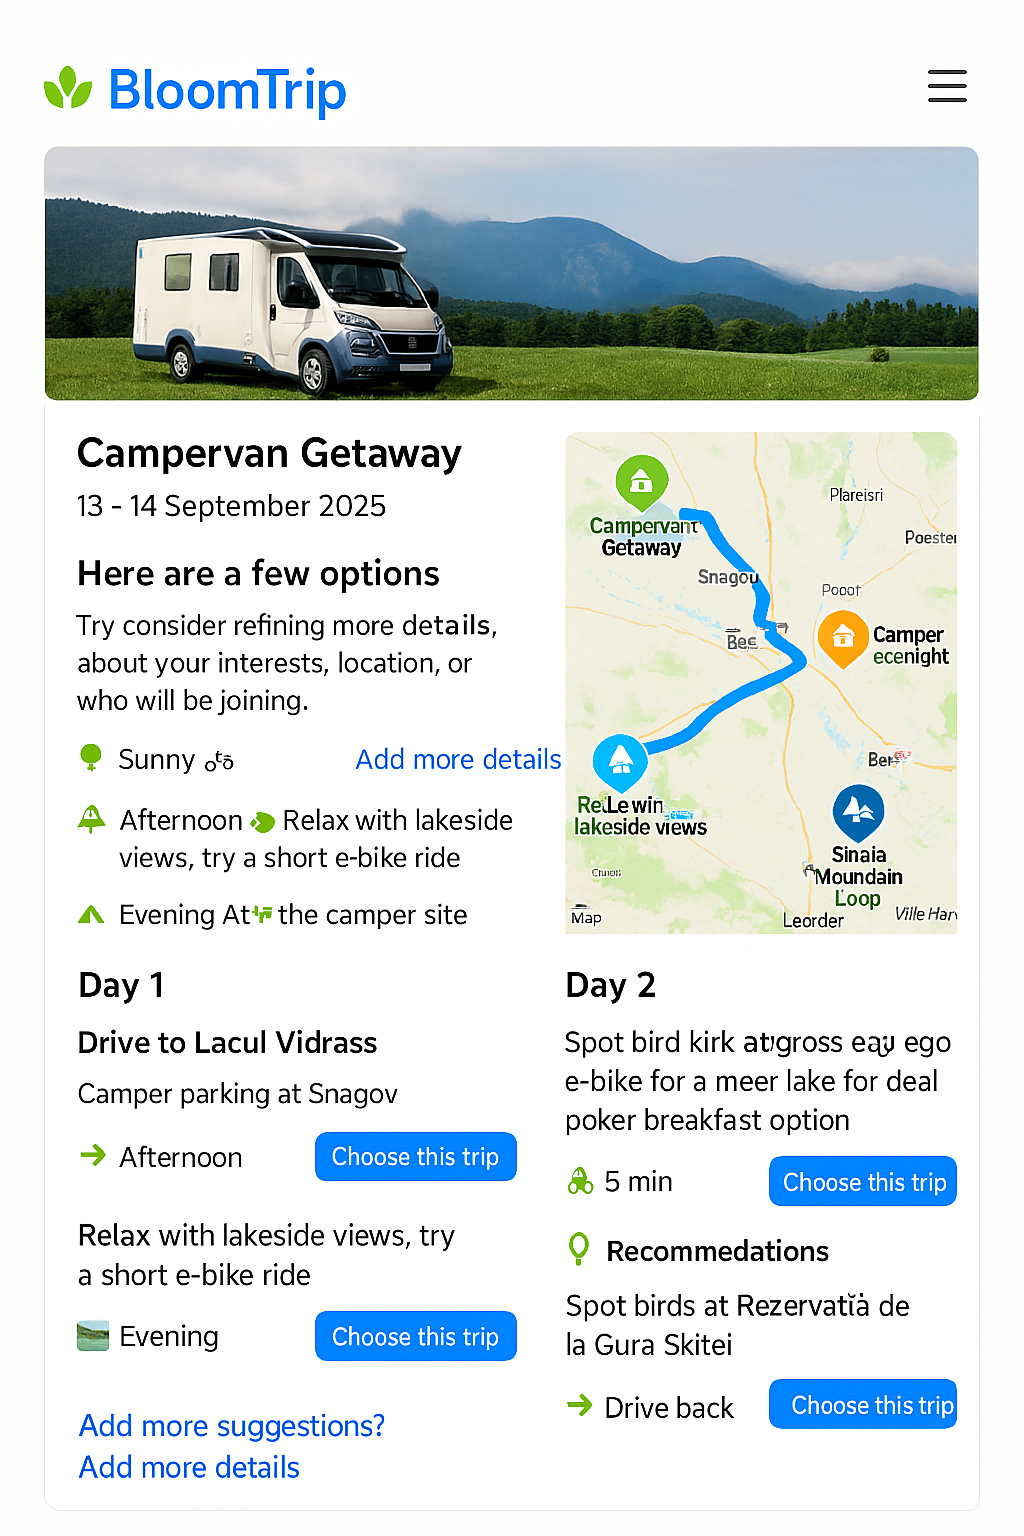 BloomTrip
Campervan Getaway
13 - 14 September 2025
Here are a few options
Try consider refining more details,
about your interests, location, or
who will be joining.
Sunny
Add more details
Afternoon Relax with lakeside
views, try a short e-bike ride
Evening At the camper site
Campervant
Getaway
Plareisri
Poester
Snagou
Pooot
Bes
Camper
ecenight
Ber
Re.Le win
lakeside views
Sinaia
Moundain
Loop
Map
Leorder
Ville Harv
Day 1
Drive to Lacul Vidrass
Camper parking at Snagov
Afternoon
Choose this trip
Relax with lakeside views, try
a short e-bike ride
Evening
Choose this trip
Add more suggestions?
Add more details
Day 2
Spot bird kirk ego
e-bike for a meer lake for deal
poker breakfast option
5 min
Choose this trip
Recommedations
Spot birds at Rezervatĭà de
la Gura Skitei
Drive back
Choose this trip